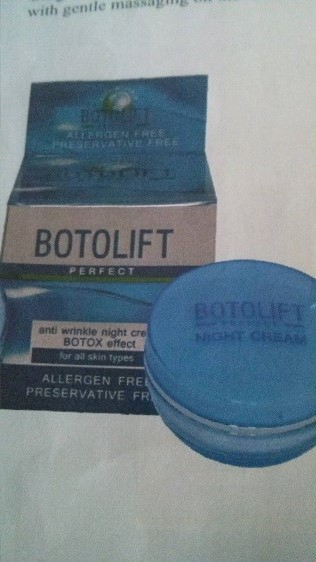 with gentle massaging
BOTOLIFT
ALLERGEN FREE
PRESERVATIVE FREE
BOTOLIFT
PERFECT
anti wrinkle night cre
BOTOX effect
for all skin types
ALLERGEN FREE
PRESERVATIVE FR
BOTOLIFT
NIGHT CREAM